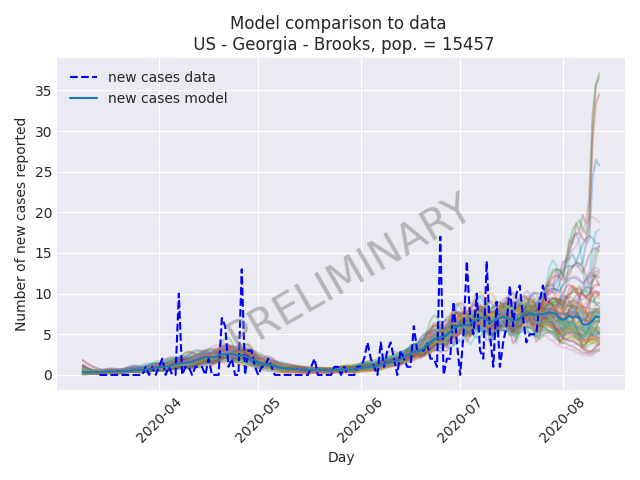 Model comparison to data
US - Georgia - Brooks, pop. = 15457
new cases data
new cases model
Number of new cases reported
35
30
25
20
15
10
5
0
PRELIMINARY
2020-04
2020-05
2020-06
2020-07
2020-08
Day